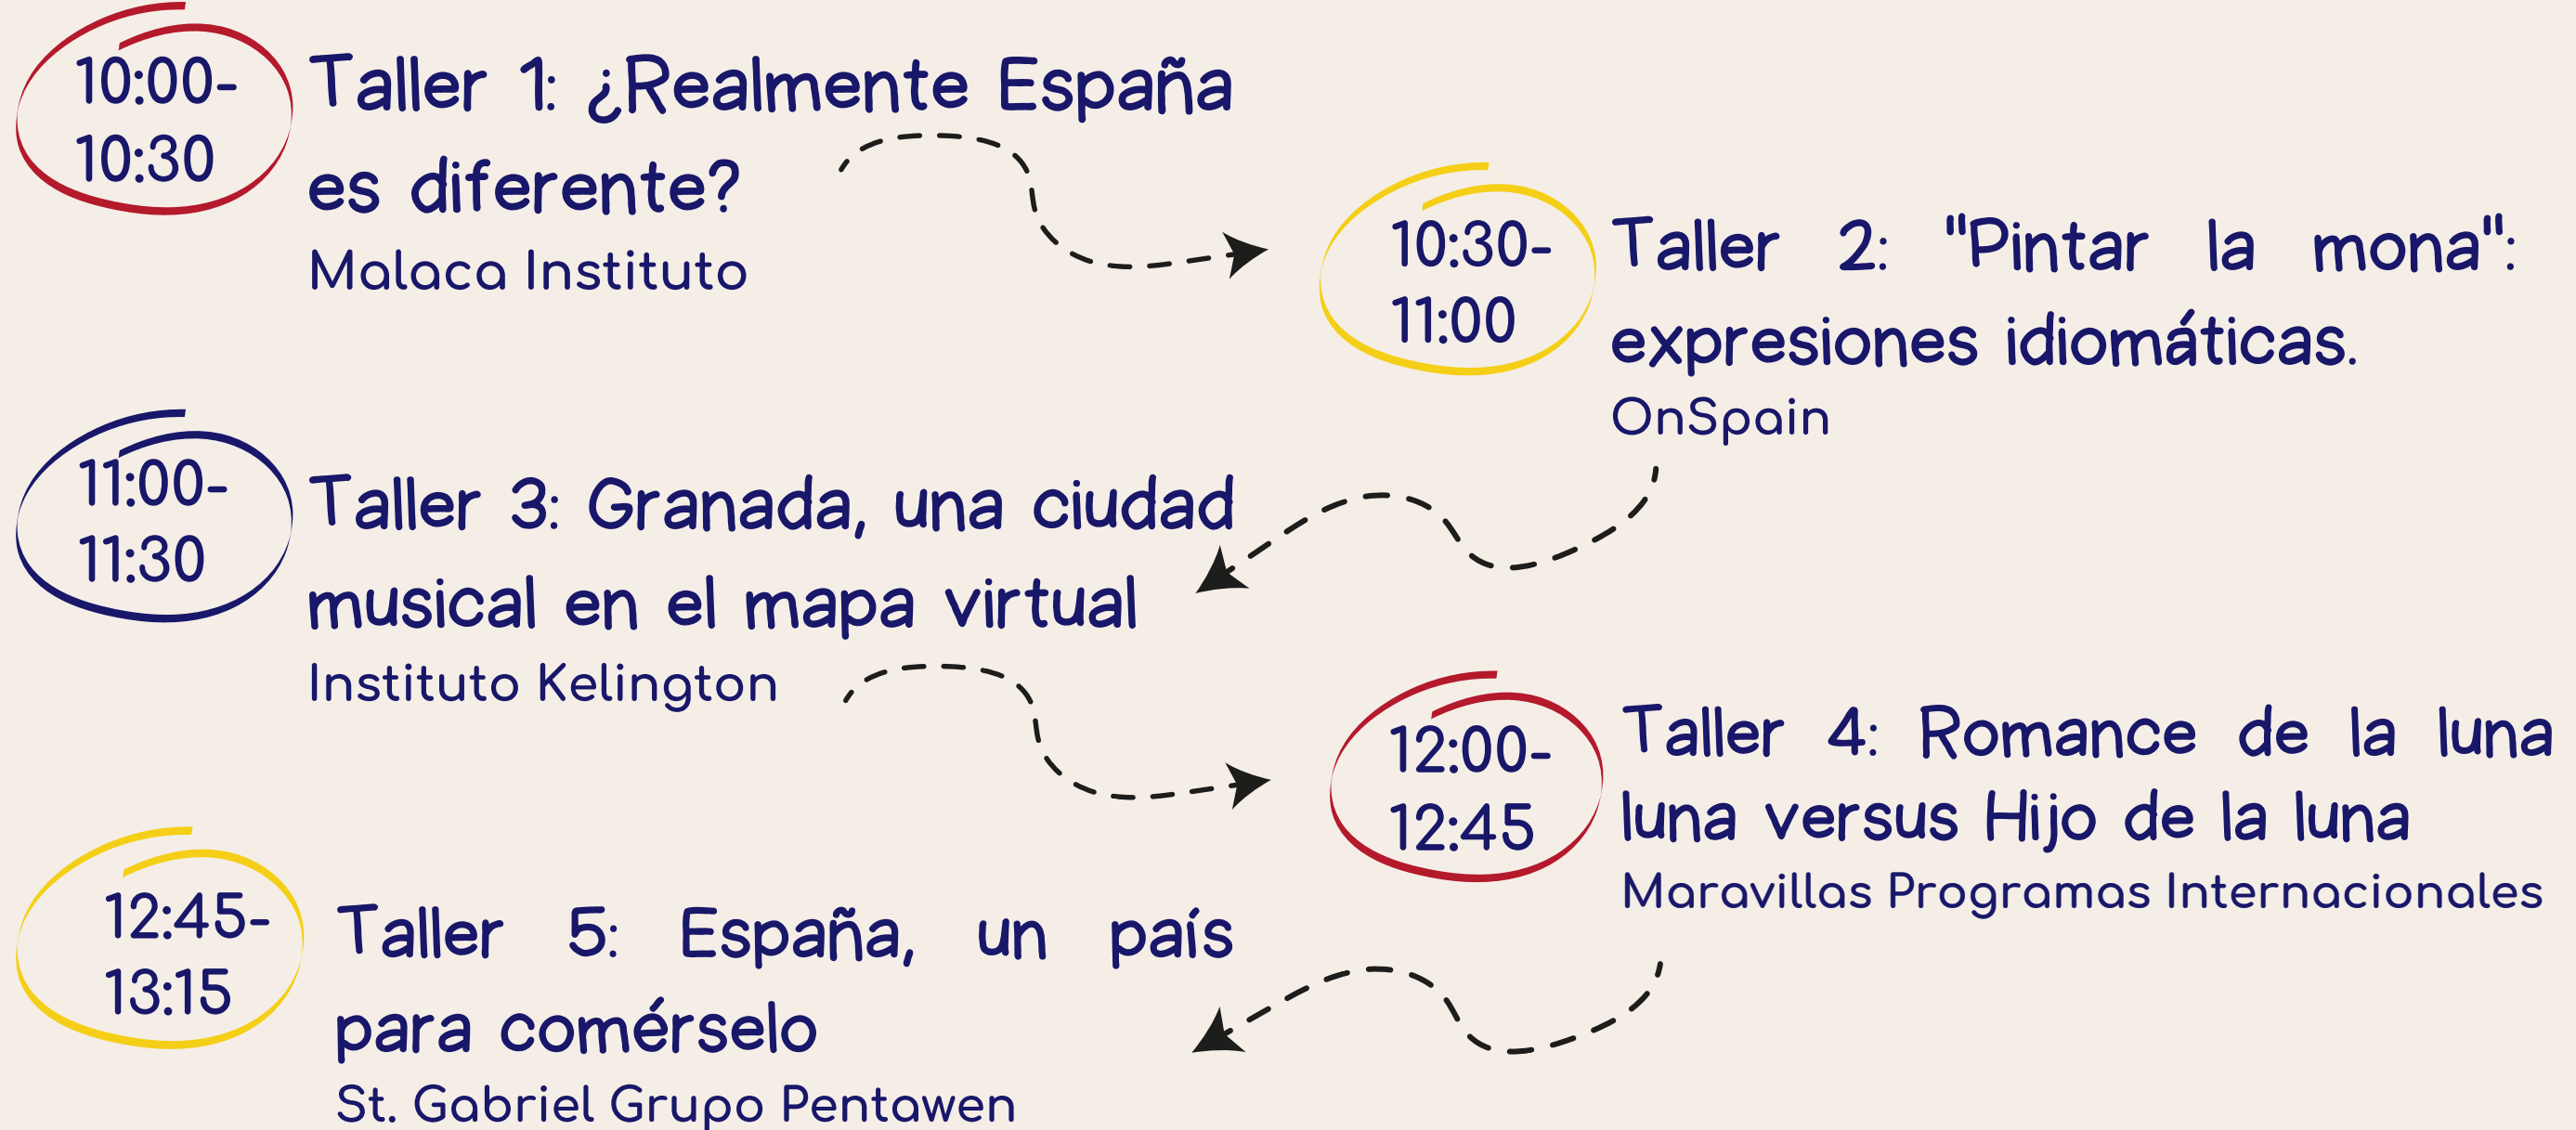 10:00-
10:30
Taller 1: ¿Realmente España
es diferente?
Malaca Instituto
10:30-
11:00
Taller 2: "Pintar la mona":
expresiones idiomáticas.
OnSpain
11:00-
11:30
Taller 3: Granada, una ciudad
musical en el mapa virtual
Instituto Kelington
12:00-
12:45
Taller 4: Romance de la luna
luna versus Hijo de la luna
Maravillas Programas Internacionales
12:45-
13:15
Taller 5: España, un país
para comérselo
St. Gabriel Grupo Pentawen